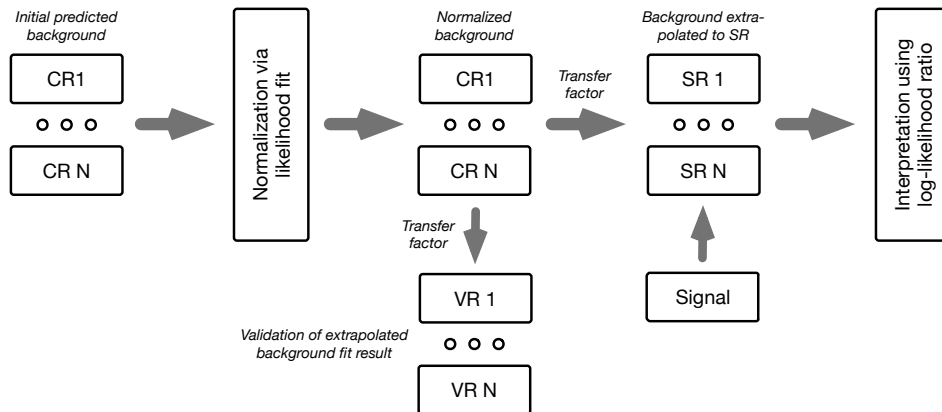 Initial predicted
background
CR1
CR N
Normalization via
likelihood fit
Normalized
background
CR1
CR N
Transfer
factor
Background extra-
polated to SR
SR 1
SR N
Interpretation using
log-likelihood ratio
Transfer
factor
VR 1
Validation of extrapolated
background fit result
VR N
Signal